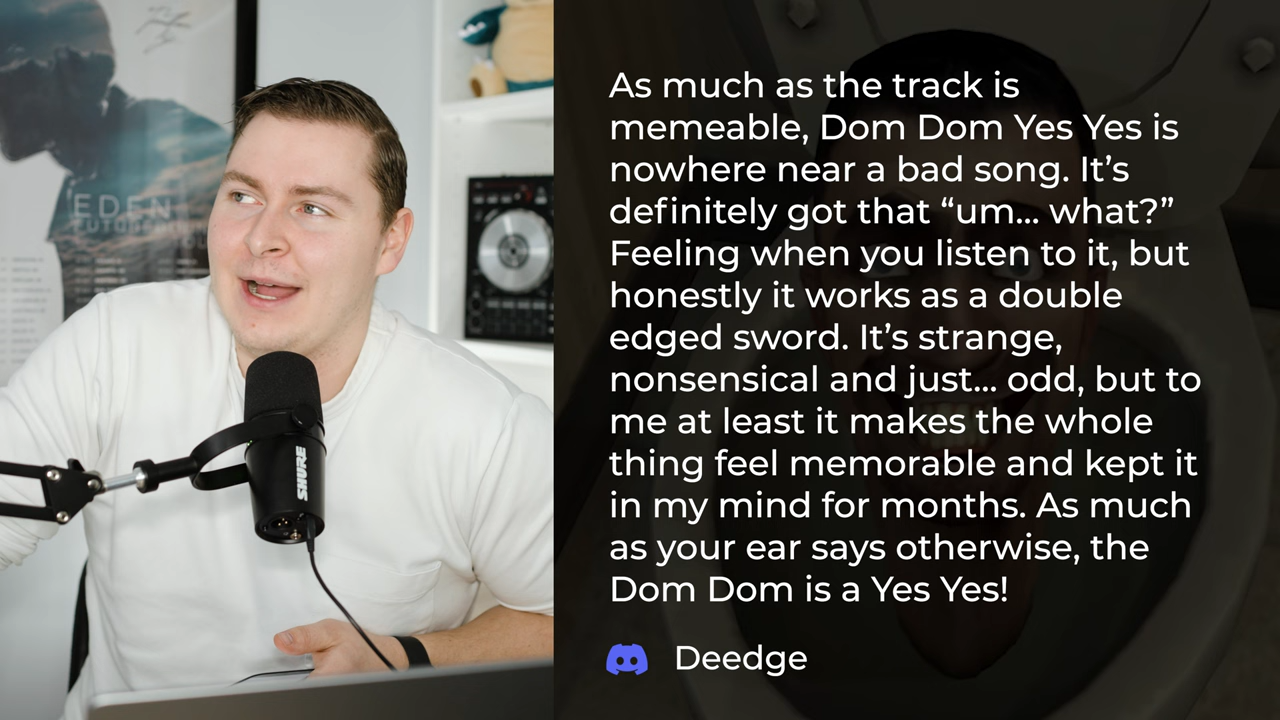 EDEN
SHURE
As much as the track is
memeable, Dom Dom Yes Yes is
nowhere near a bad song. It’s
definitely got that “um... what?”
Feeling when you listen to it, but
honestly it works as a double
edged sword. It’s strange,
nonsensical and just... odd, but to
me at least it makes the whole
thing feel memorable and kept it
in my mind for months. As much
as your ear says otherwise, the
Dom Dom is a Yes Yes!
Deedge